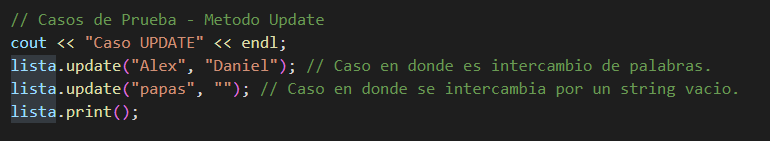 // Casos de Prueba - Metodo Update
cout << "Caso UPDATE" << endl;
lista.update("Alex", "Daniel"); // Caso en donde es intercambio de palabras.
lista.update("papas", ""); // Caso en donde se intercambia por un string vacio.
lista.print();